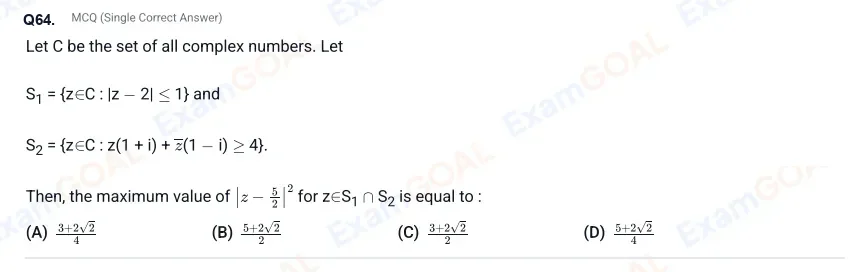 Q64. MCQ (Single Correct Answer)
Let C be the set of all complex numbers. Let
S₁ = {z∈C : |z − 2| ≤ 1} and
S₂ = {z∈C : z(1 + i) + z̅(1 − i) ≥ 4}.
Then, the maximum value of |z − 5/2|² for z∈S₁ ∩ S₂ is equal to :
(A) (3+2√2)/4 (B) (5+2√2)/2 (C) (3+2√2)/2 (D) (5+2√2)/4
ExamGOAL